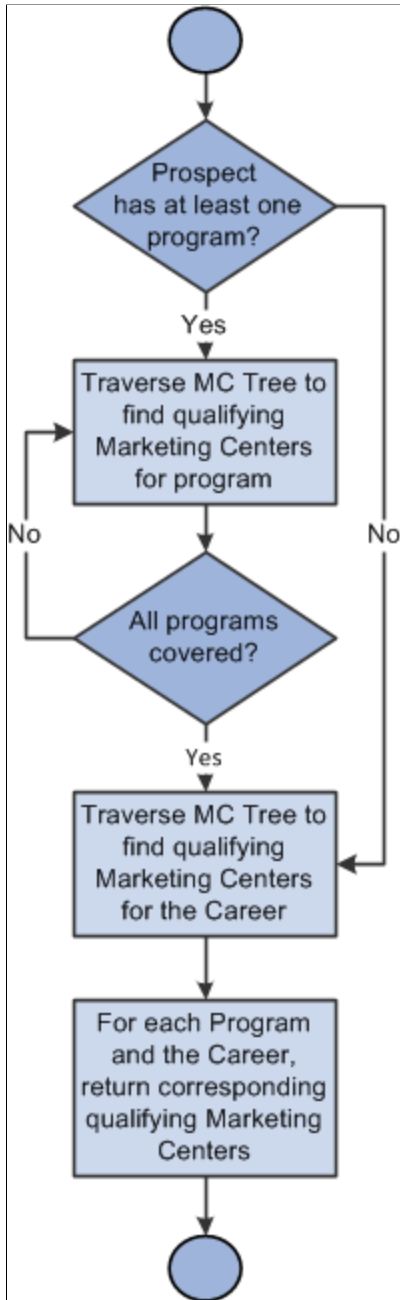 Prospect
has at least one
program?
Yes
Traverse MC Tree to
find qualifying
Marketing Centers
for program
No
No
All programs
covered?
Yes
Traverse MC Tree to
find qualifying
Marketing Centers
for the Career
For each Program
and the Career,
return corresponding
qualifying Marketing
Centers